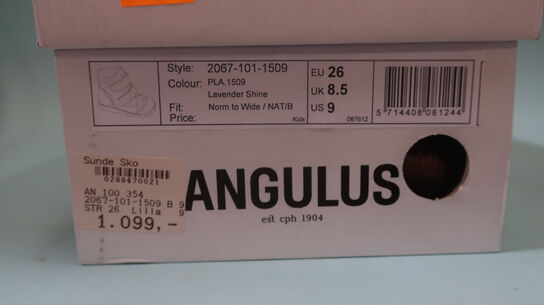 Style: 2067-101-1509
Colour: PLA.1509
Lavender Shine
Fit: Norm to Wide / NAT/B
Price:
Kids
EU 26
UK 8.5
US 9
087612
5 714408 081244
Sunde Sko
0288470021
AN 100 354
2067-101-1509 B 9
STR 26 Lilla 9
1.099,-
ANGULUS
est cph 1904